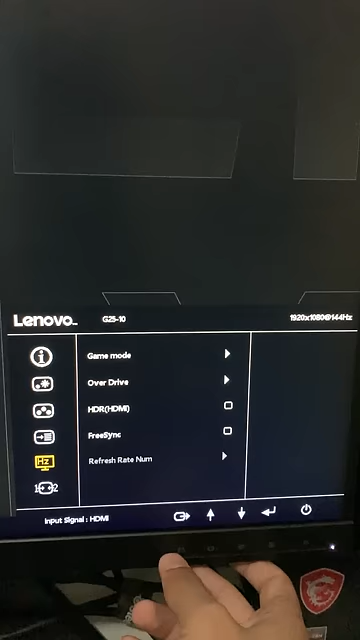 Lenovo G25-10 1920x1080@144Hz
Game mode
Over Drive
HDR(HDMI)
FreeSync
Refresh Rate Num
Input Signal : HDMI